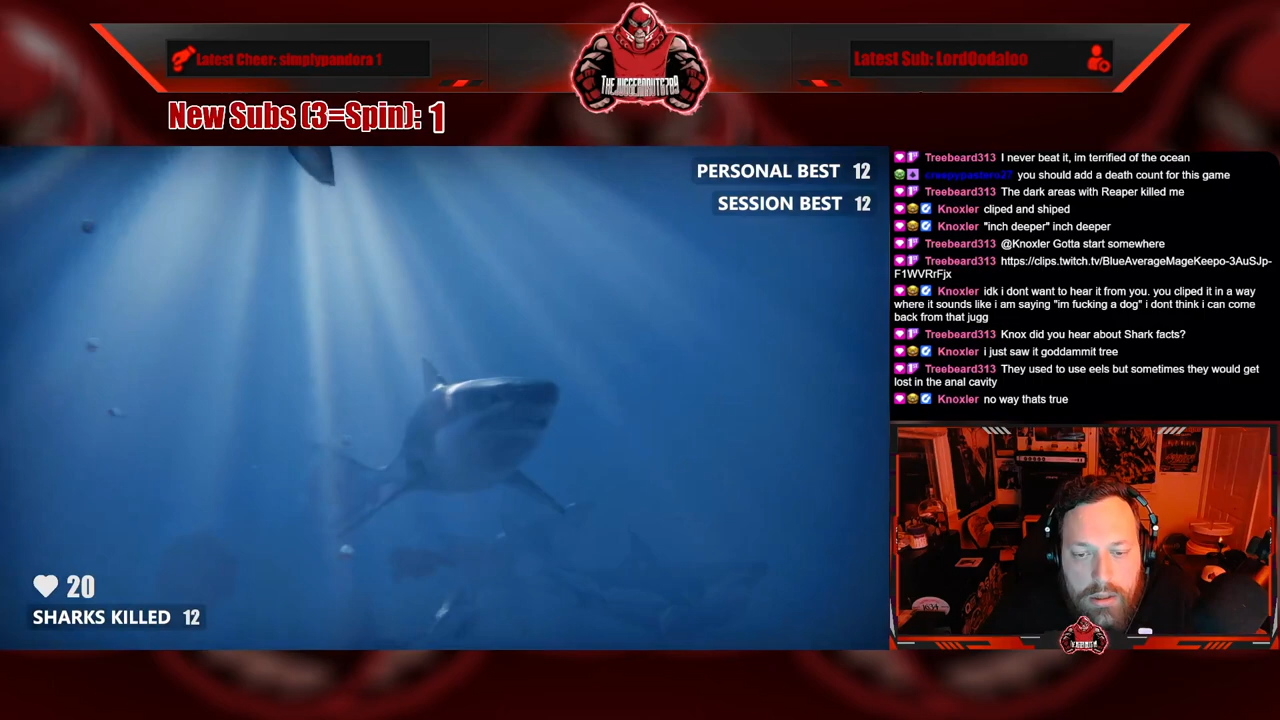 Latest Cheer: simplypandora 1
THEJUGGERNAUT6789
Latest Sub: LordOodaloo
New Subs (3=Spin): 1
PERSONAL BEST 12
SESSION BEST 12
Treebeard313 I never beat it, im terrified of the ocean
creepypastero27 you should add a death count for this game
Treebeard313 The dark areas with Reaper killed me
Knoxler cliped and shiped
Knoxler "inch deeper" inch deeper
Treebeard313 @Knoxler Gotta start somewhere
Treebeard313 https://clips.twitch.tv/BlueAverageMageKeepo-3AuSJp-
F1WVRrFjx
Knoxler idk i dont want to hear it from you. you cliped it in a way
where it sounds like i am saying "im fucking a dog" i dont think i can come
back from that jugg
Treebeard313 Knox did you hear about Shark facts?
Knoxler i just saw it goddammit tree
Treebeard313 They used to use eels but sometimes they would get
lost in the anal cavity
Knoxler no way thats true
20
SHARKS KILLED 12